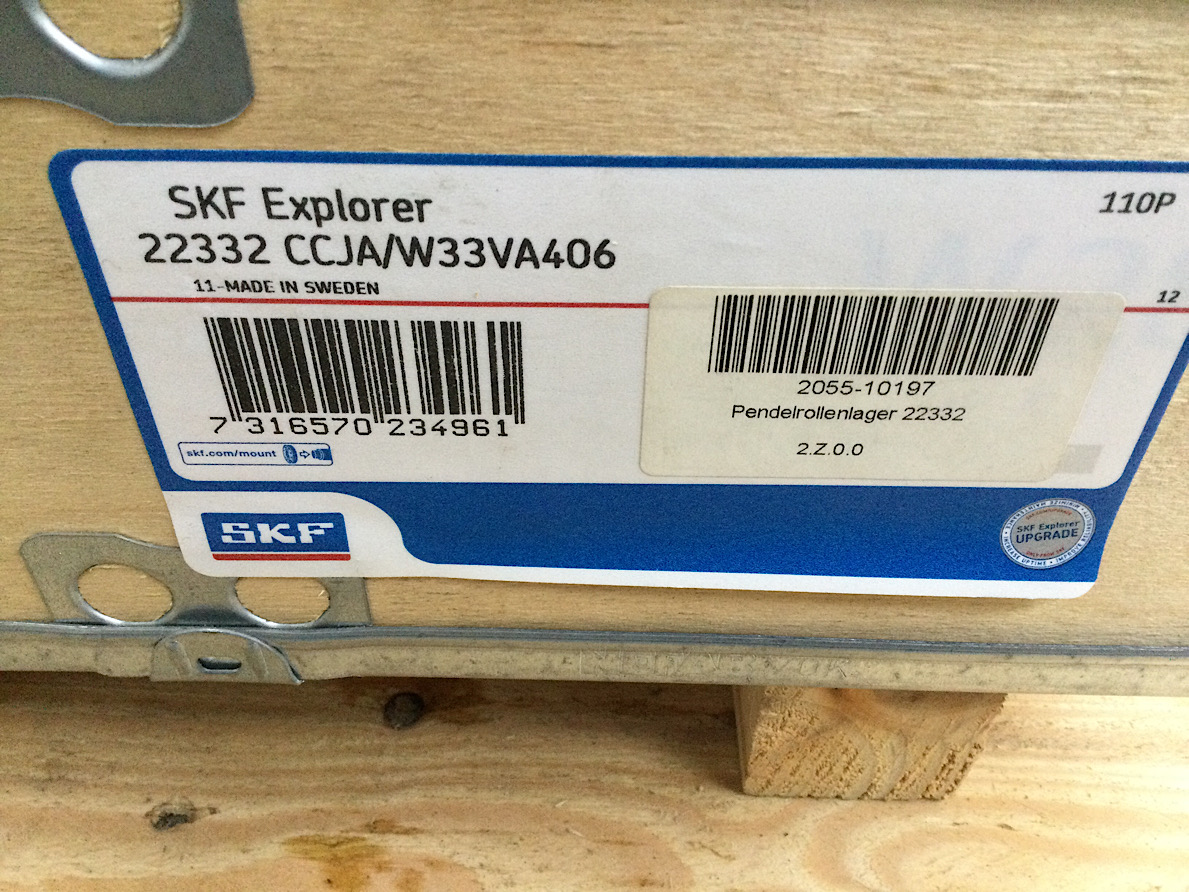 SKF Explorer
110P
22332 CCJA/W33VA406
11-MADE IN SWEDEN
12
7 316570 234961
2055-10197
Pendelrollenlager 22332
2.Z.0.0
skf.com/mount
SKF
SKF Explorer
UPGRADE